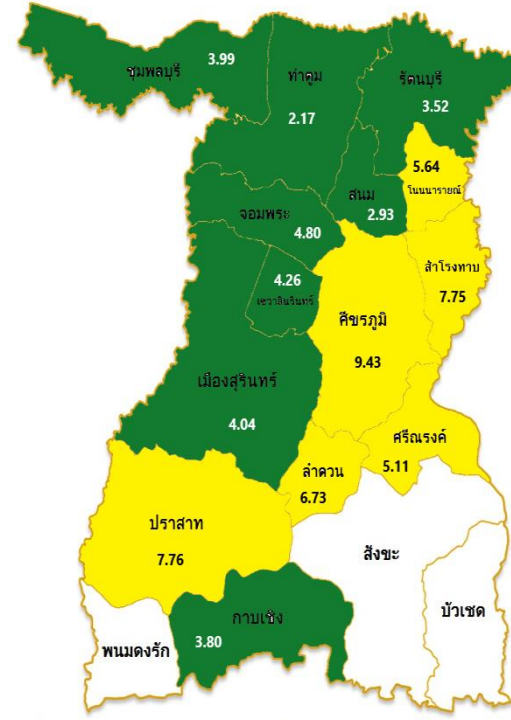 ชุมพลบุรี
3.99
ท่าตูม
2.17
รัตนบุรี
3.52
5.64
โนนนารายณ์
สนม
2.93
จอมพระ
4.80
สำโรงทาบ
7.75
4.26
เขวาสินรินทร์
ศีขรภูมิ
9.43
เมืองสุรินทร์
4.04
ศรีณรงค์
5.11
ลำดวน
6.73
ปราสาท
7.76
สังขะ
บัวเชด
กาบเชิง
3.80
พนมดงรัก